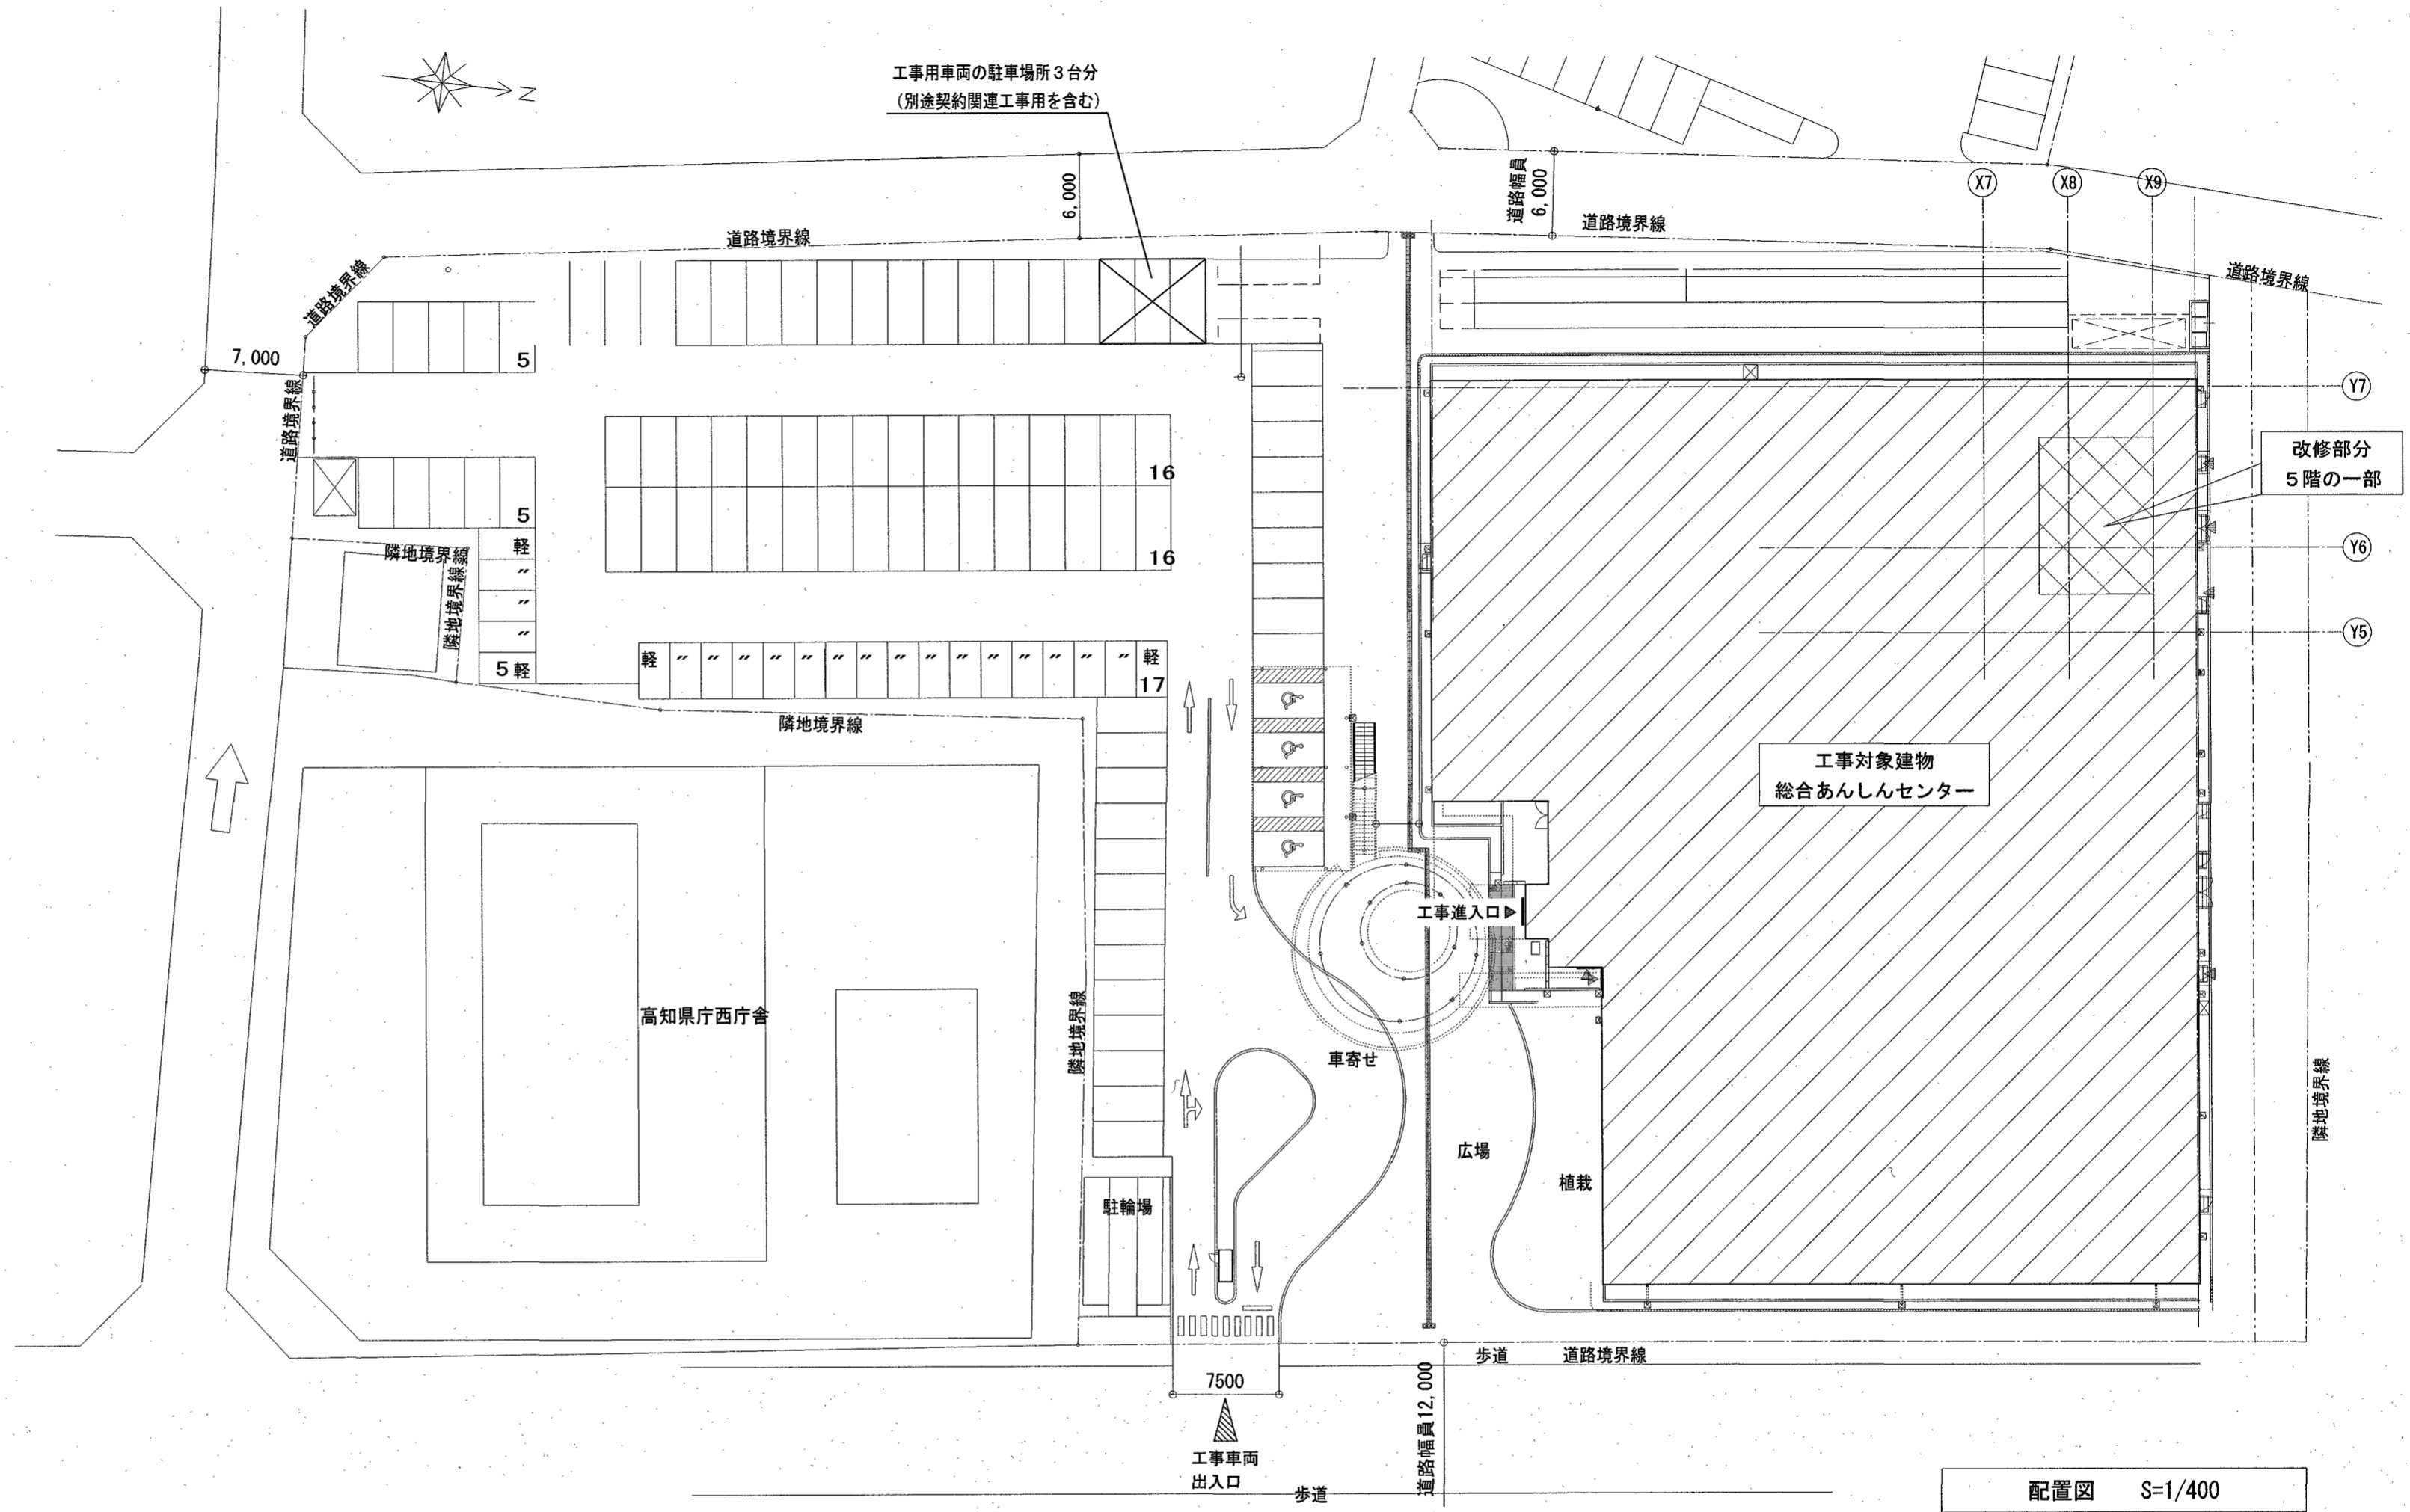 工事用車両の駐車場所3台分
(別途契約関連工事用を含む)
N
6,000
道路幅員
6,000
X7
X8
X9
道路境界線
道路境界線
道路境界線
道路境界線
7,000
道路境界線
5
Y7
改修部分
5階の一部
16
5
16
Y6
軽
〃
〃
〃
5軽
隣地境界線
隣地境界線
Y5
軽 〃 〃 〃 〃 〃 〃 〃 〃 〃 〃 〃 〃 〃 〃 〃 軽
17
隣地境界線
工事対象建物
総合あんしんセンター
工事進入口
高知県庁西庁舎
隣地境界線
車寄せ
隣地境界線
広場
植栽
駐輪場
歩道
道路境界線
7500
道路幅員12,000
工事車両
出入口
歩道
配置図 S=1/400